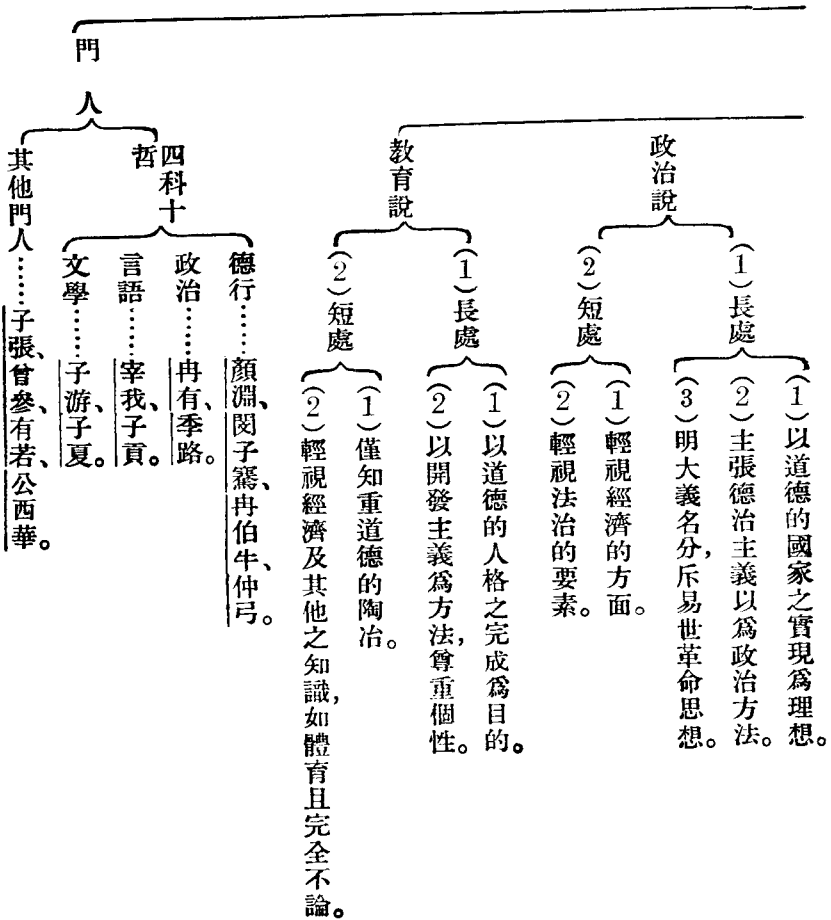 政治說
(1)長處
(1)以道德的國家之實現爲理想。
(2)主張德治主義以爲政治方法。
(3)明大義名分，斥易世革命思想。
(2)短處
(1)輕視經濟的方面。
(2)輕視法治的要素。
教育說
(1)長處
(1)以道德的人格之完成爲目的。
(2)以開發主義爲方法，尊重個性。
(2)短處
(1)僅知重道德的陶冶。
(2)輕視經濟及其他之知識，如體育且完全不論。
門人
四科十
哲
德行……顏淵、閔子騫、冉伯牛、仲弓。
政治……冉有、季路。
言語……宰我、子貢。
文學……子游、子夏。
其他門人……子張、曾參、有若、公西華。